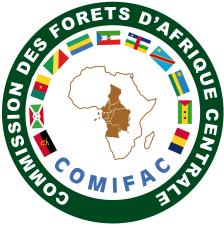 COMMISSION DES FORETS D'AFRIQUE CENTRALE
COMIFAC